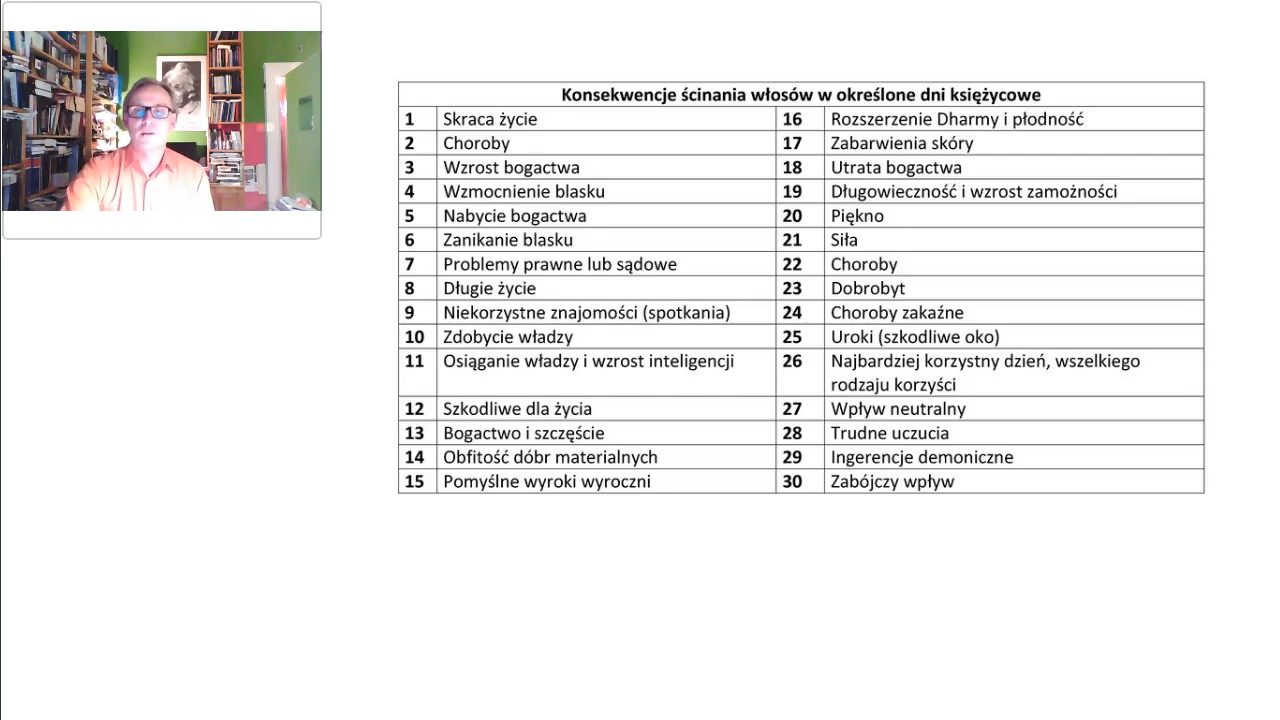 Konsekwencje ścinania włosów w określone dni księżycowe
1 Skraca życie 16 Rozszerzenie Dharmy i płodność
2 Choroby 17 Zabarwienia skóry
3 Wzrost bogactwa 18 Utrata bogactwa
4 Wzmocnienie blasku 19 Długowieczność i wzrost zamożności
5 Nabycie bogactwa 20 Piękno
6 Zanikanie blasku 21 Siła
7 Problemy prawne lub sądowe 22 Choroby
8 Długie życie 23 Dobrobyt
9 Niekorzystne znajomości (spotkania) 24 Choroby zakaźne
10 Zdobycie władzy 25 Uroki (szkodliwe oko)
11 Osiąganie władzy i wzrost inteligencji 26 Najbardziej korzystny dzień, wszelkiego
rodzaju korzyści
12 Szkodliwe dla życia 27 Wpływ neutralny
13 Bogactwo i szczęście 28 Trudne uczucia
14 Obfitość dóbr materialnych 29 Ingerencje demoniczne
15 Pomyślne wyroki wyroczni 30 Zabójczy wpływ